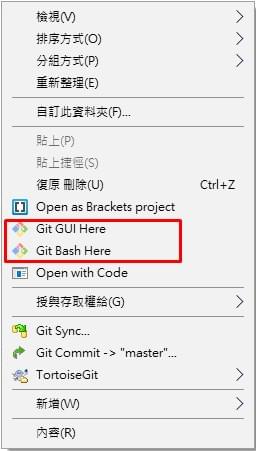 檢視(V)
排序方式(O)
分組方式(P)
重新整理(E)
自訂此資料夾(F)...
貼上(P)
貼上捷徑(S)
復原 刪除(U) Ctrl+Z
Open as Brackets project
Git GUI Here
Git Bash Here
Open with Code
授與存取權給(G)
Git Sync...
Git Commit -> "master"...
TortoiseGit
新增(W)
內容(R)